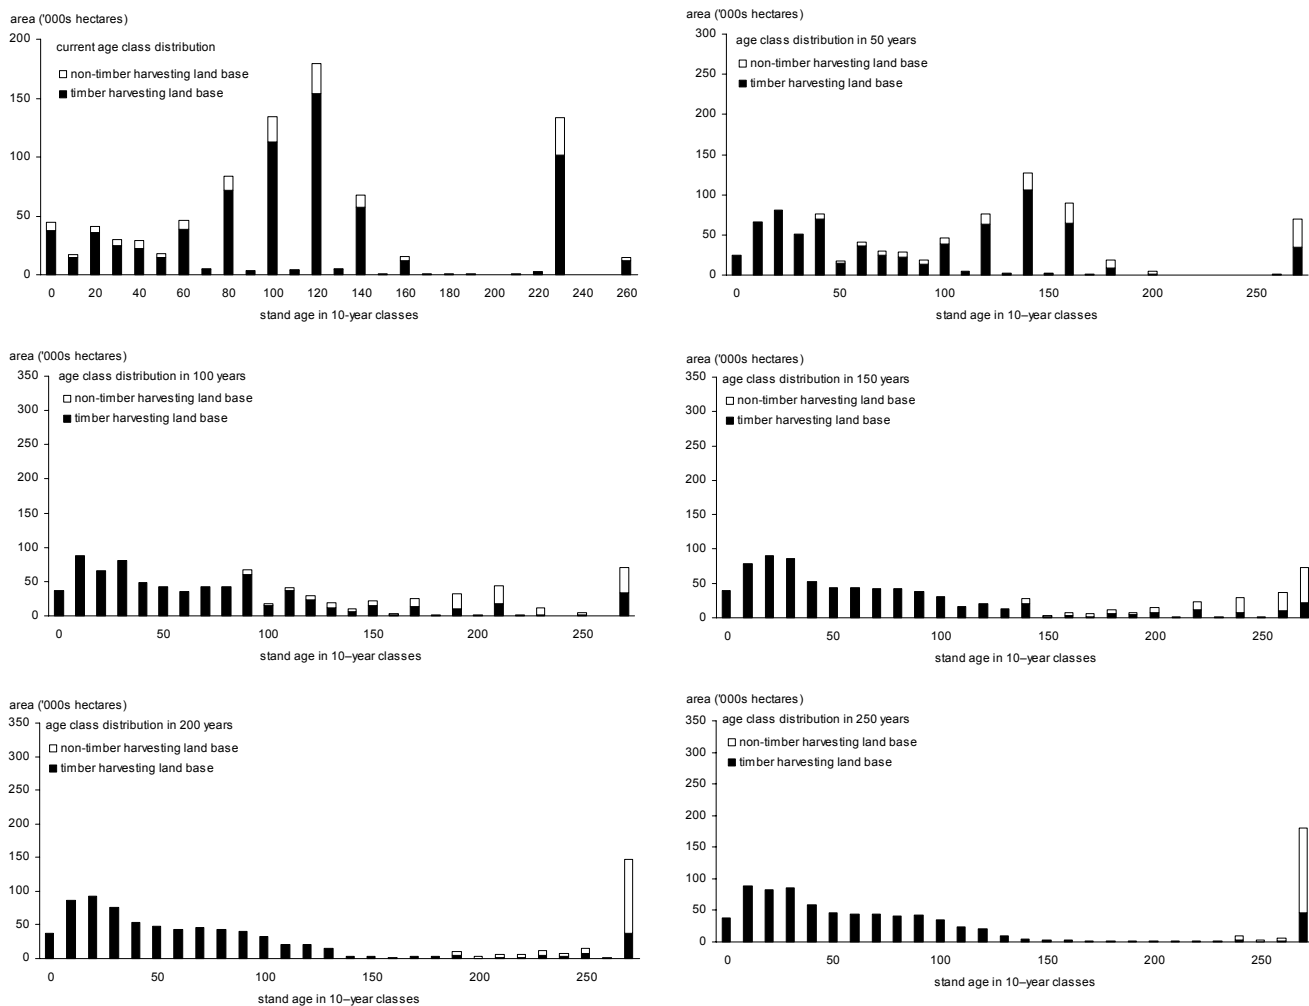 area ('000s hectares)
200
150
100
50
0
current age class distribution
non-timber harvesting land base
timber harvesting land base
0 20 40 60 80 100 120 140 160 180 200 220 240 260
stand age in 10-year classes
area ('000s hectares)
300
250
200
150
100
50
0
age class distribution in 50 years
non-timber harvesting land base
timber harvesting land base
0 50 100 150 200 250
stand age in 10–year classes
area ('000s hectares)
350
300
250
200
150
100
50
0
age class distribution in 100 years
non-timber harvesting land base
timber harvesting land base
0 50 100 150 200 250
stand age in 10–year classes
area ('000s hectares)
350
300
250
200
150
100
50
0
age class distribution in 150 years
non-timber harvesting land base
timber harvesting land base
0 50 100 150 200 250
stand age in 10–year classes
area ('000s hectares)
350
300
250
200
150
100
50
0
age class distribution in 200 years
non-timber harvesting land base
timber harvesting land base
0 50 100 150 200 250
stand age in 10–year classes
area ('000s hectares)
350
300
250
200
150
100
50
0
age class distribution in 250 years
non-timber harvesting land base
timber harvesting land base
0 50 100 150 200 250
stand age in 10–year classes